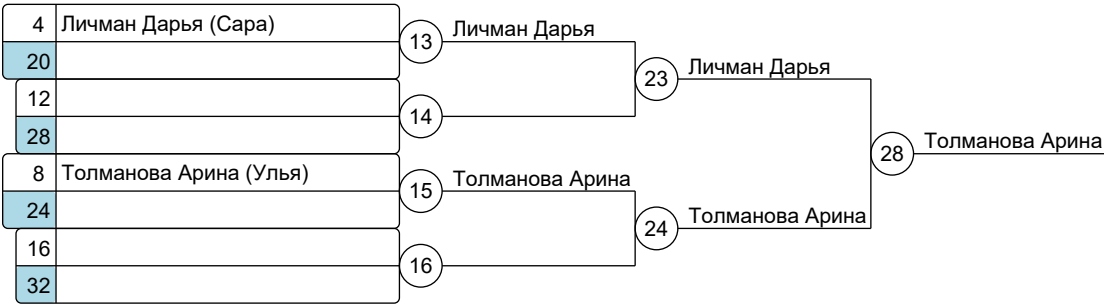 4 Личман Дарья (Сара)
20
12
28
8 Толманова Арина (Улья)
24
16
32
13 Личман Дарья
14
15 Толманова Арина
16
23 Личман Дарья
24 Толманова Арина
28 Толманова Арина